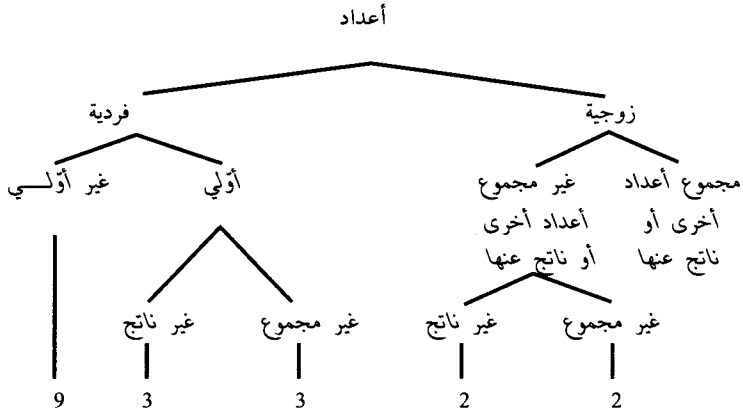 أعداد
زوجية فردية
مجموع أعداد غير مجموع أوّلي غير أوّلـــي
أخرى أو أعداد أخرى
ناتج عنها أو ناتج عنها
غير مجموع غير ناتج غير مجموع غير ناتج
2 2 3 3 9